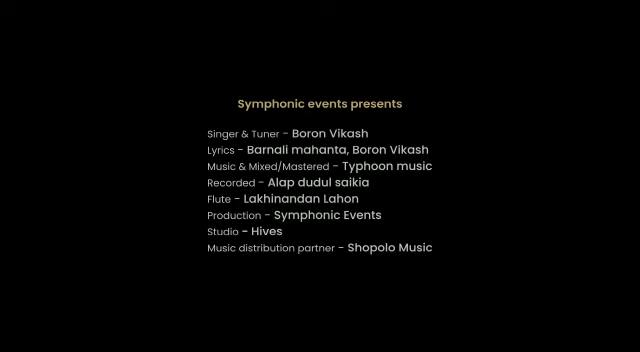 Symphonic events presents
Singer & Tuner - Boron Vikash
Lyrics - Barnali mahanta, Boron Vikash
Music & Mixed/Mastered - Typhoon music
Recorded - Alap dudul saikia
Flute - Lakhinandan Lahon
Production - Symphonic Events
Studio - Hives
Music distribution partner - Shopolo Music